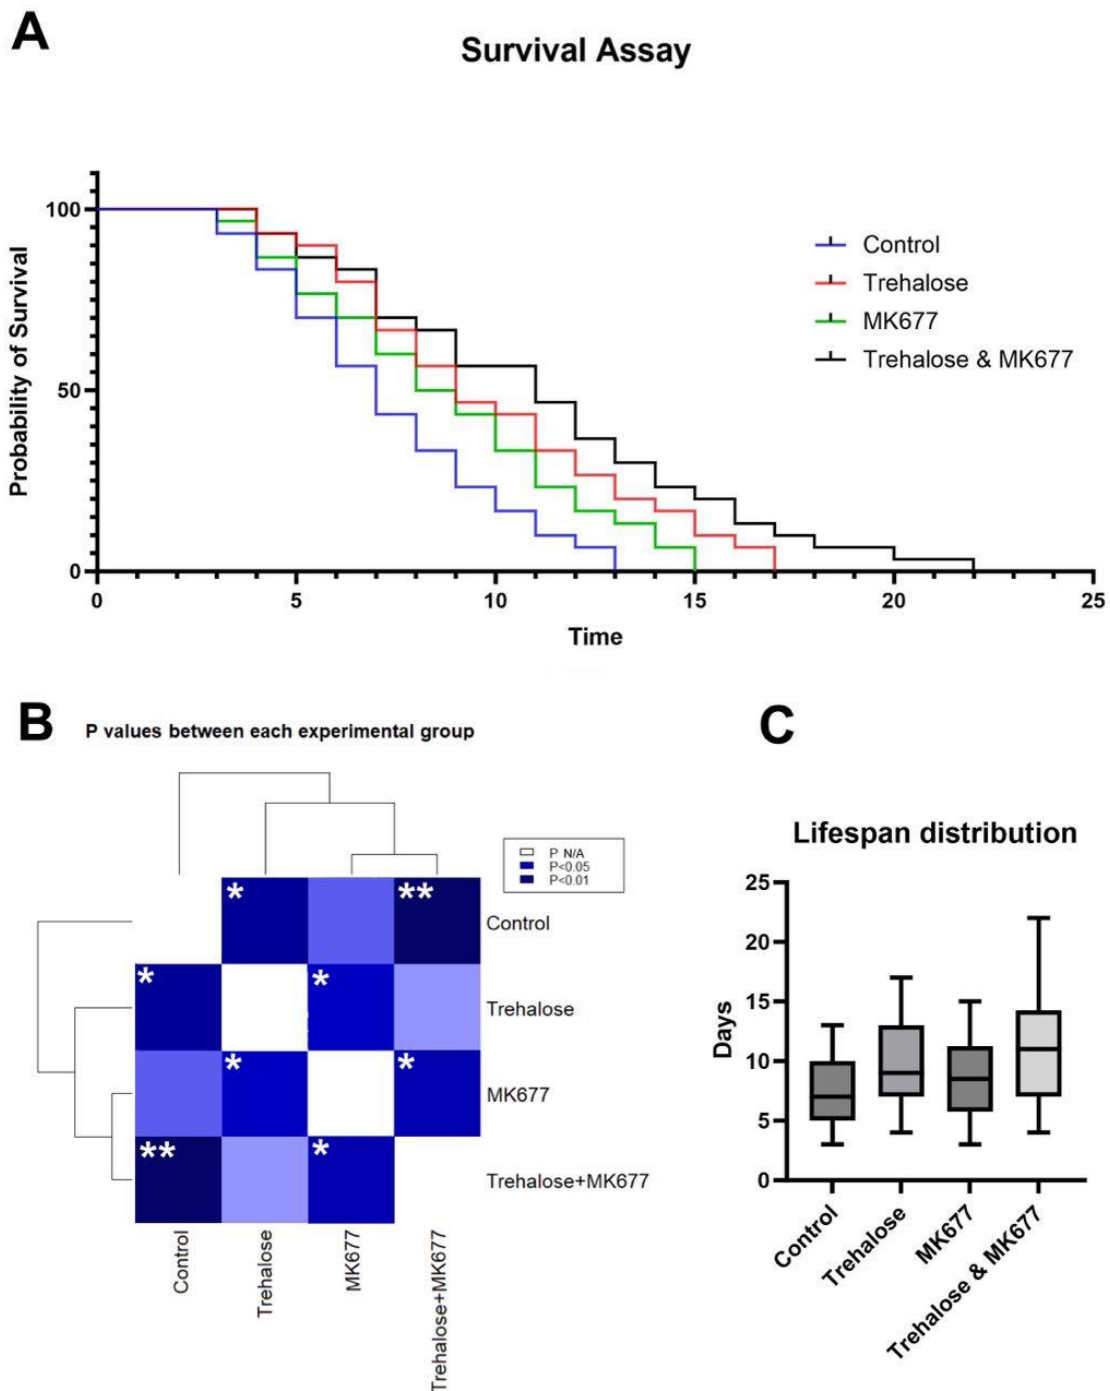 A
Survival Assay
100
50
0
Probability of Survival
0 5 10 15 20 25
Time
Control
Trehalose
MK677
Trehalose & MK677
B
P values between each experimental group
P N/A
P<0.05
P<0.01
* **
Control
* *
Trehalose
* *
MK677
** *
Trehalose+MK677
Control
Trehalose
MK677
Trehalose+MK677
C
Lifespan distribution
25
20
15
10
5
0
Days
Control
Trehalose
MK677
Trehalose & MK677